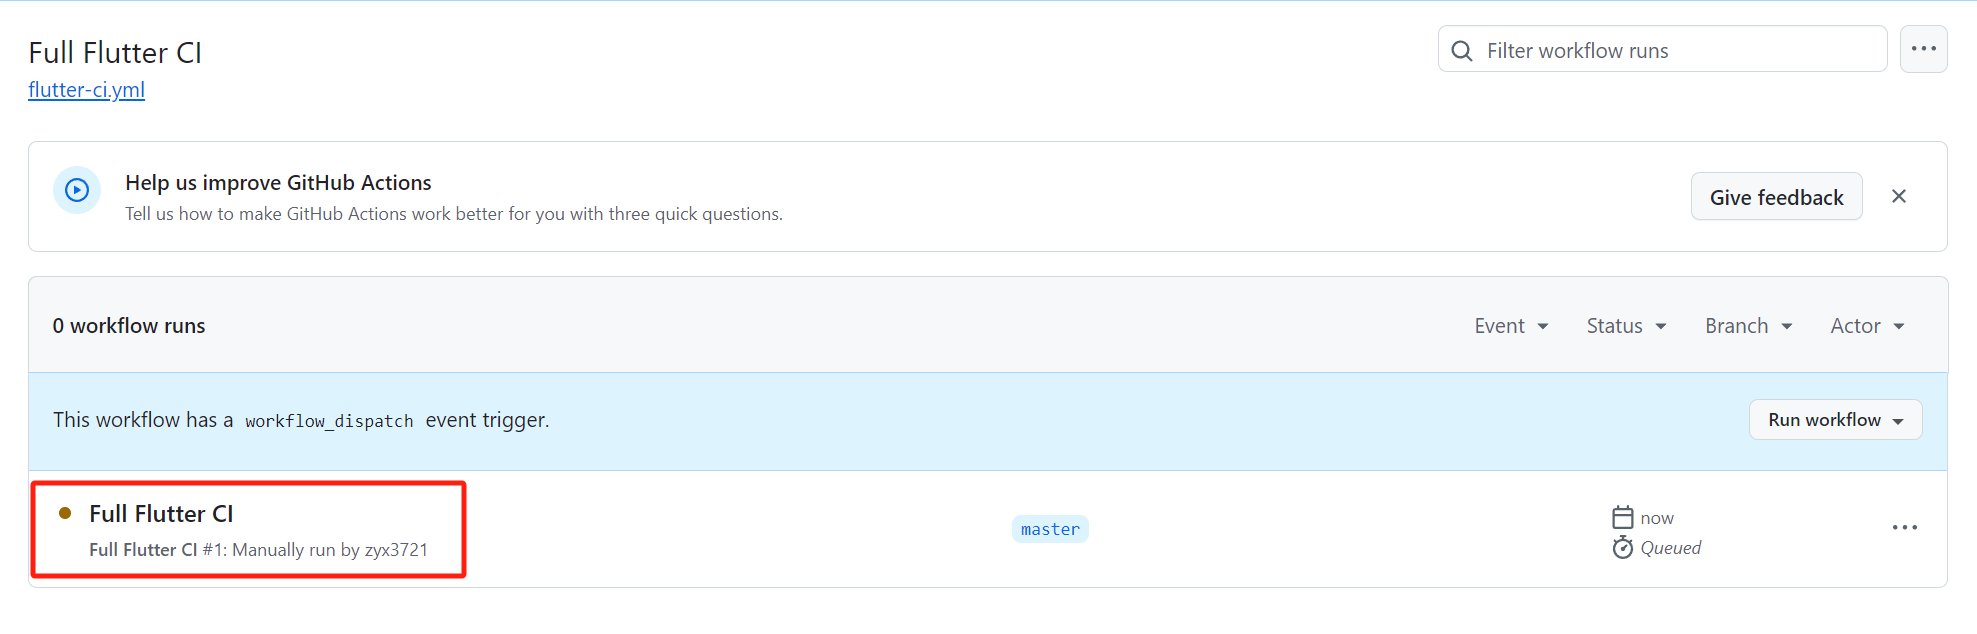 Full Flutter CI
Filter workflow runs
flutter-ci.yml
Help us improve GitHub Actions
Tell us how to make GitHub Actions work better for you with three quick questions.
Give feedback
0 workflow runs
Event
Status
Branch
Actor
This workflow has a workflow_dispatch event trigger.
Run workflow
Full Flutter CI
Full Flutter CI #1: Manually run by zyx3721
master
now
Queued